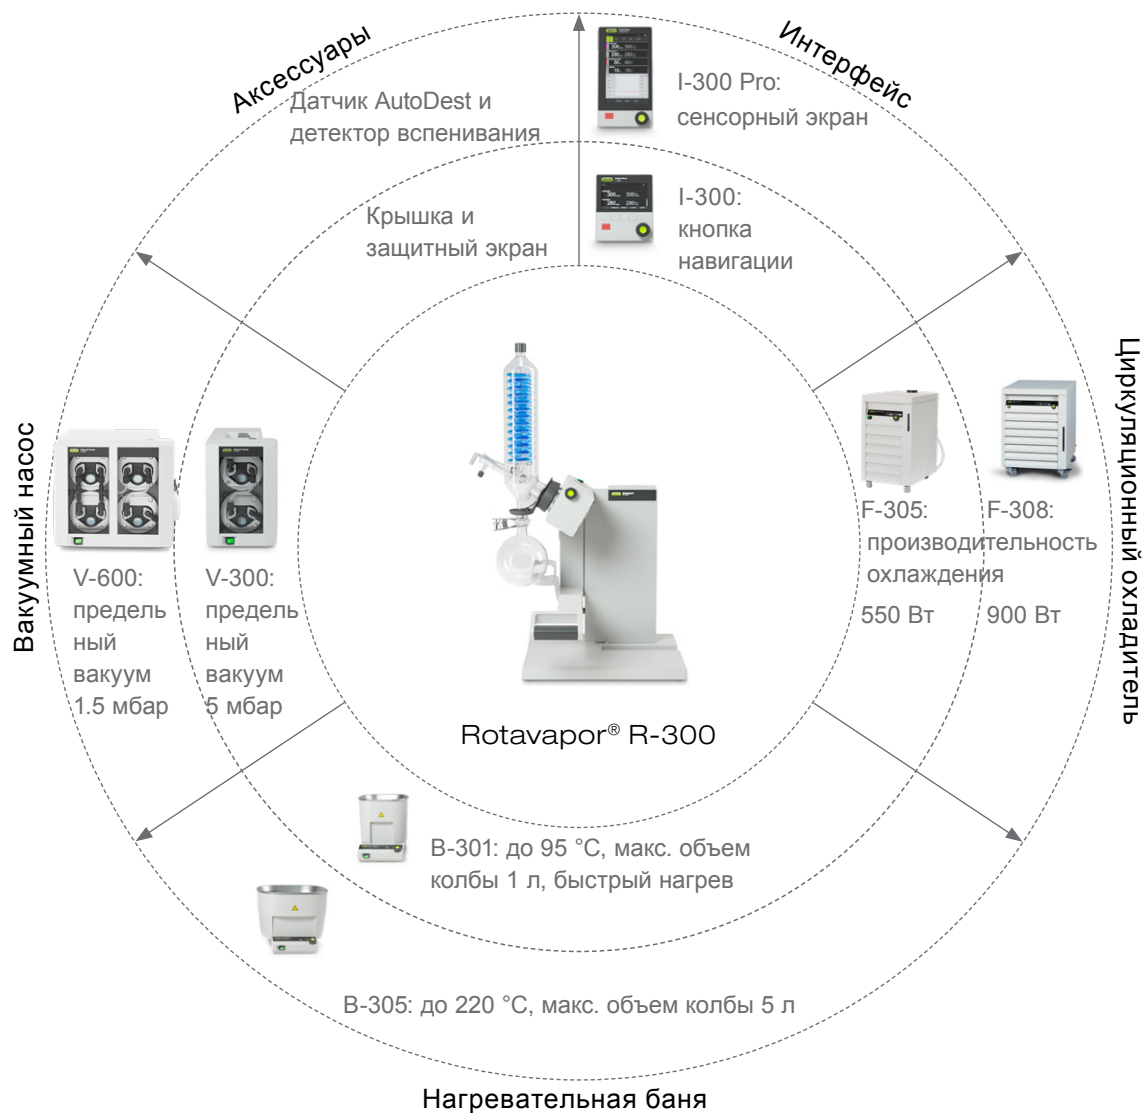 Аксессуары
Интерфейс
Датчик AutoDest и
детектор вспенивания
I-300 Pro:
сенсорный экран
Крышка и
защитный экран
I-300:
кнопка
навигации
Вакуумный насос
V-600:
предель
ный
вакуум
1.5 мбар
V-300:
предель
ный
вакуум
5 мбар
Циркуляционный охладитель
F-305:
F-308:
производительность
охлаждения
550 Вт
900 Вт
Rotavapor® R-300
B-301: до 95 °C, макс. объем
колбы 1 л, быстрый нагрев
B-305: до 220 °C, макс. объем колбы 5 л
Нагревательная баня